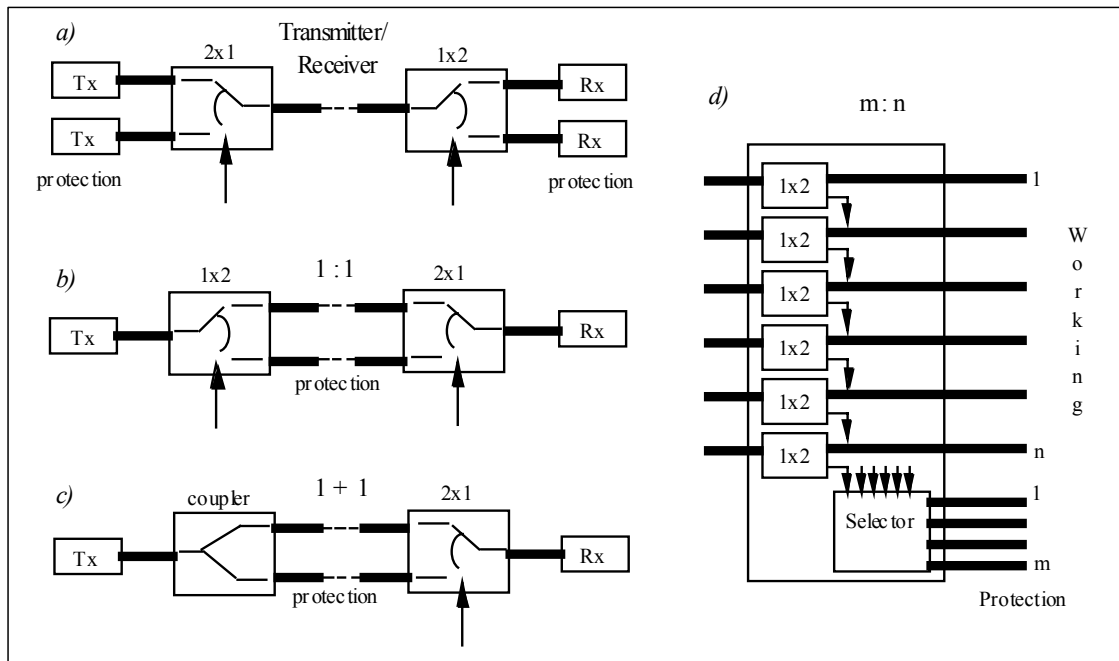 a)
Transmitter/
Receiver
2x1
1x2
Tx
Rx
Tx
Rx
protection
protection
b)
1 : 1
1x2
2x1
Tx
Rx
protection
c)
1 + 1
coupler
2x1
Tx
Rx
protection
d)
m : n
1x2
1
1x2
1x2
1x2
1x2
1x2
n
Working
Selector
1
m
Protection